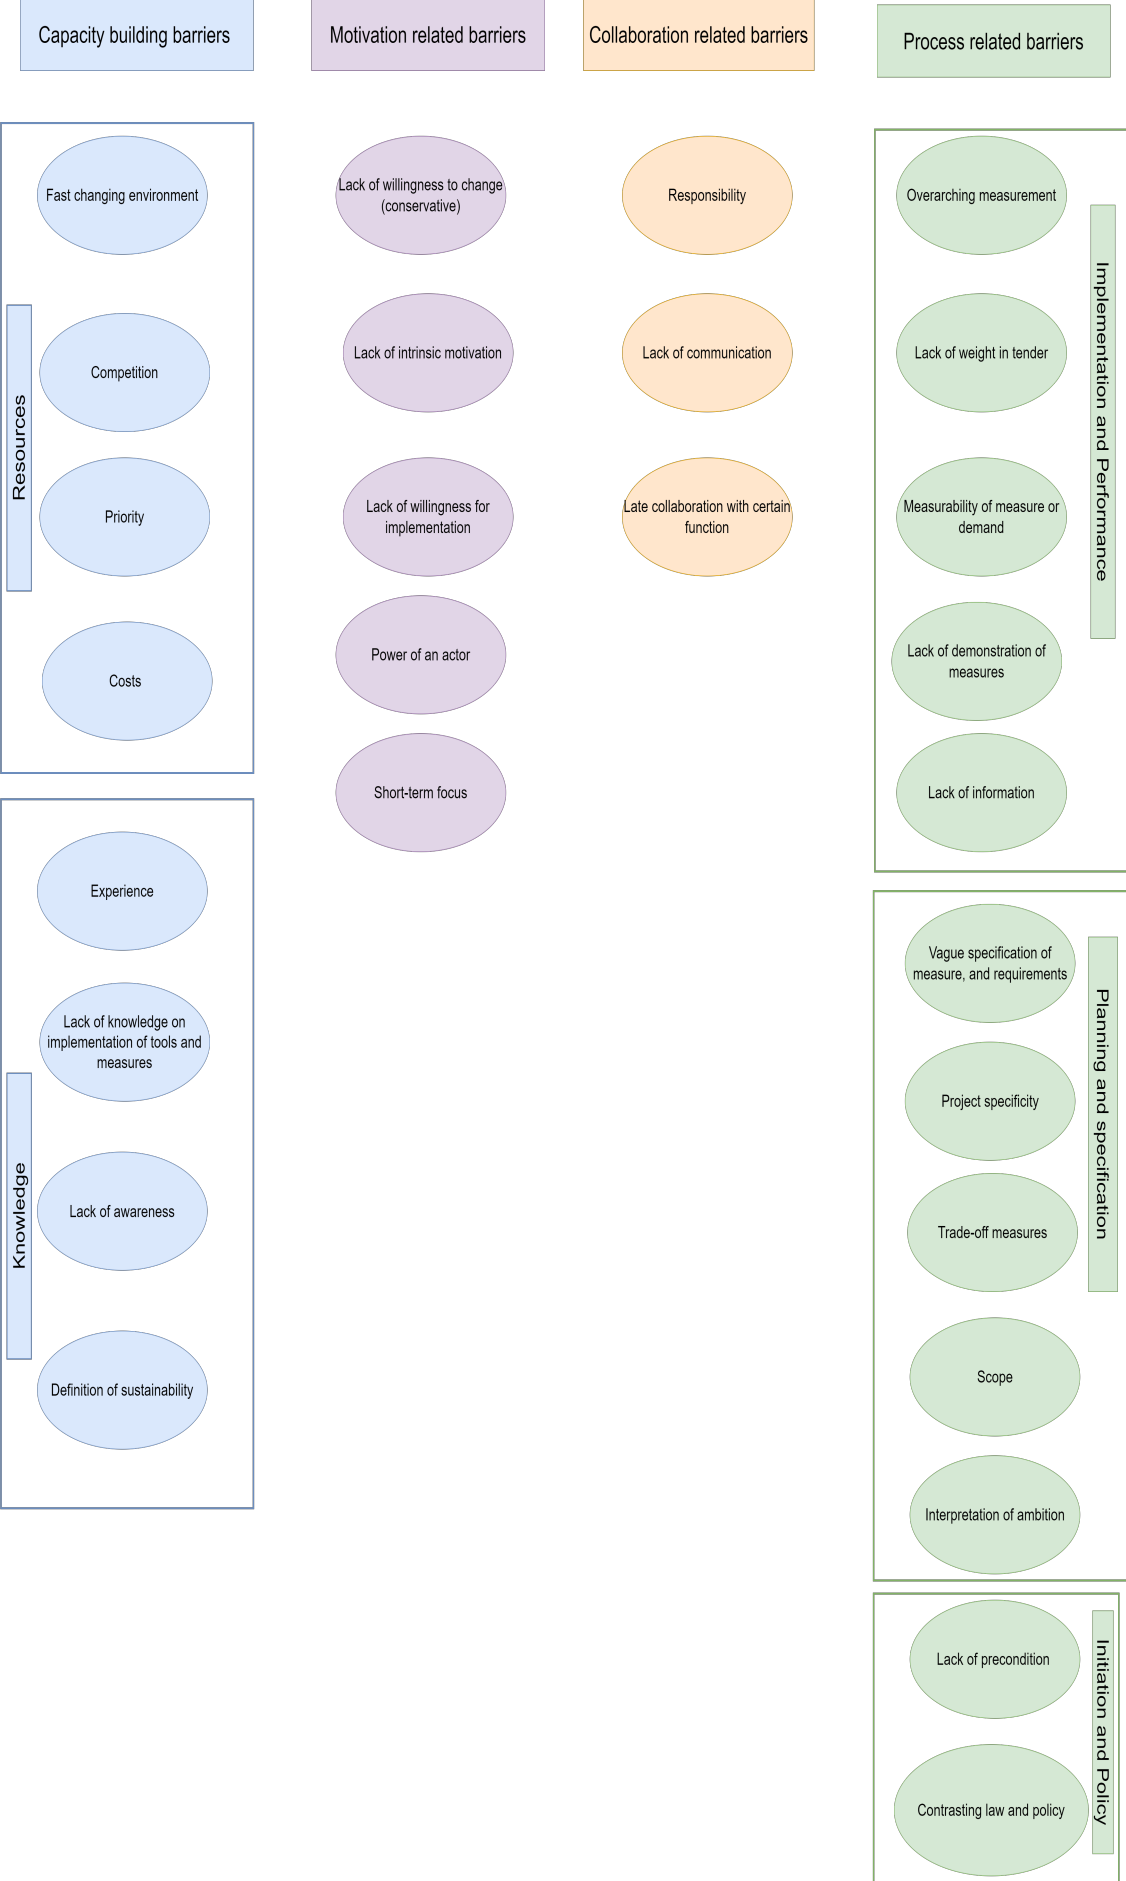 Capacity building barriers
Motivation related barriers
Collaboration related barriers
Process related barriers
Resources
Fast changing environment
Competition
Priority
Costs
Knowledge
Experience
Lack of knowledge on
implementation of tools and
measures
Lack of awareness
Definition of sustainability
Lack of willingness to change
(conservative)
Lack of intrinsic motivation
Lack of willingness for
implementation
Power of an actor
Short-term focus
Responsibility
Lack of communication
Late collaboration with certain
function
Implementation and Performance
Overarching measurement
Lack of weight in tender
Measurability of measure or
demand
Lack of demonstration of
measures
Lack of information
Planning and specification
Vague specification of
measure, and requirements
Project specificity
Trade-off measures
Scope
Interpretation of ambition
Initiation and Policy
Lack of precondition
Contrasting law and policy